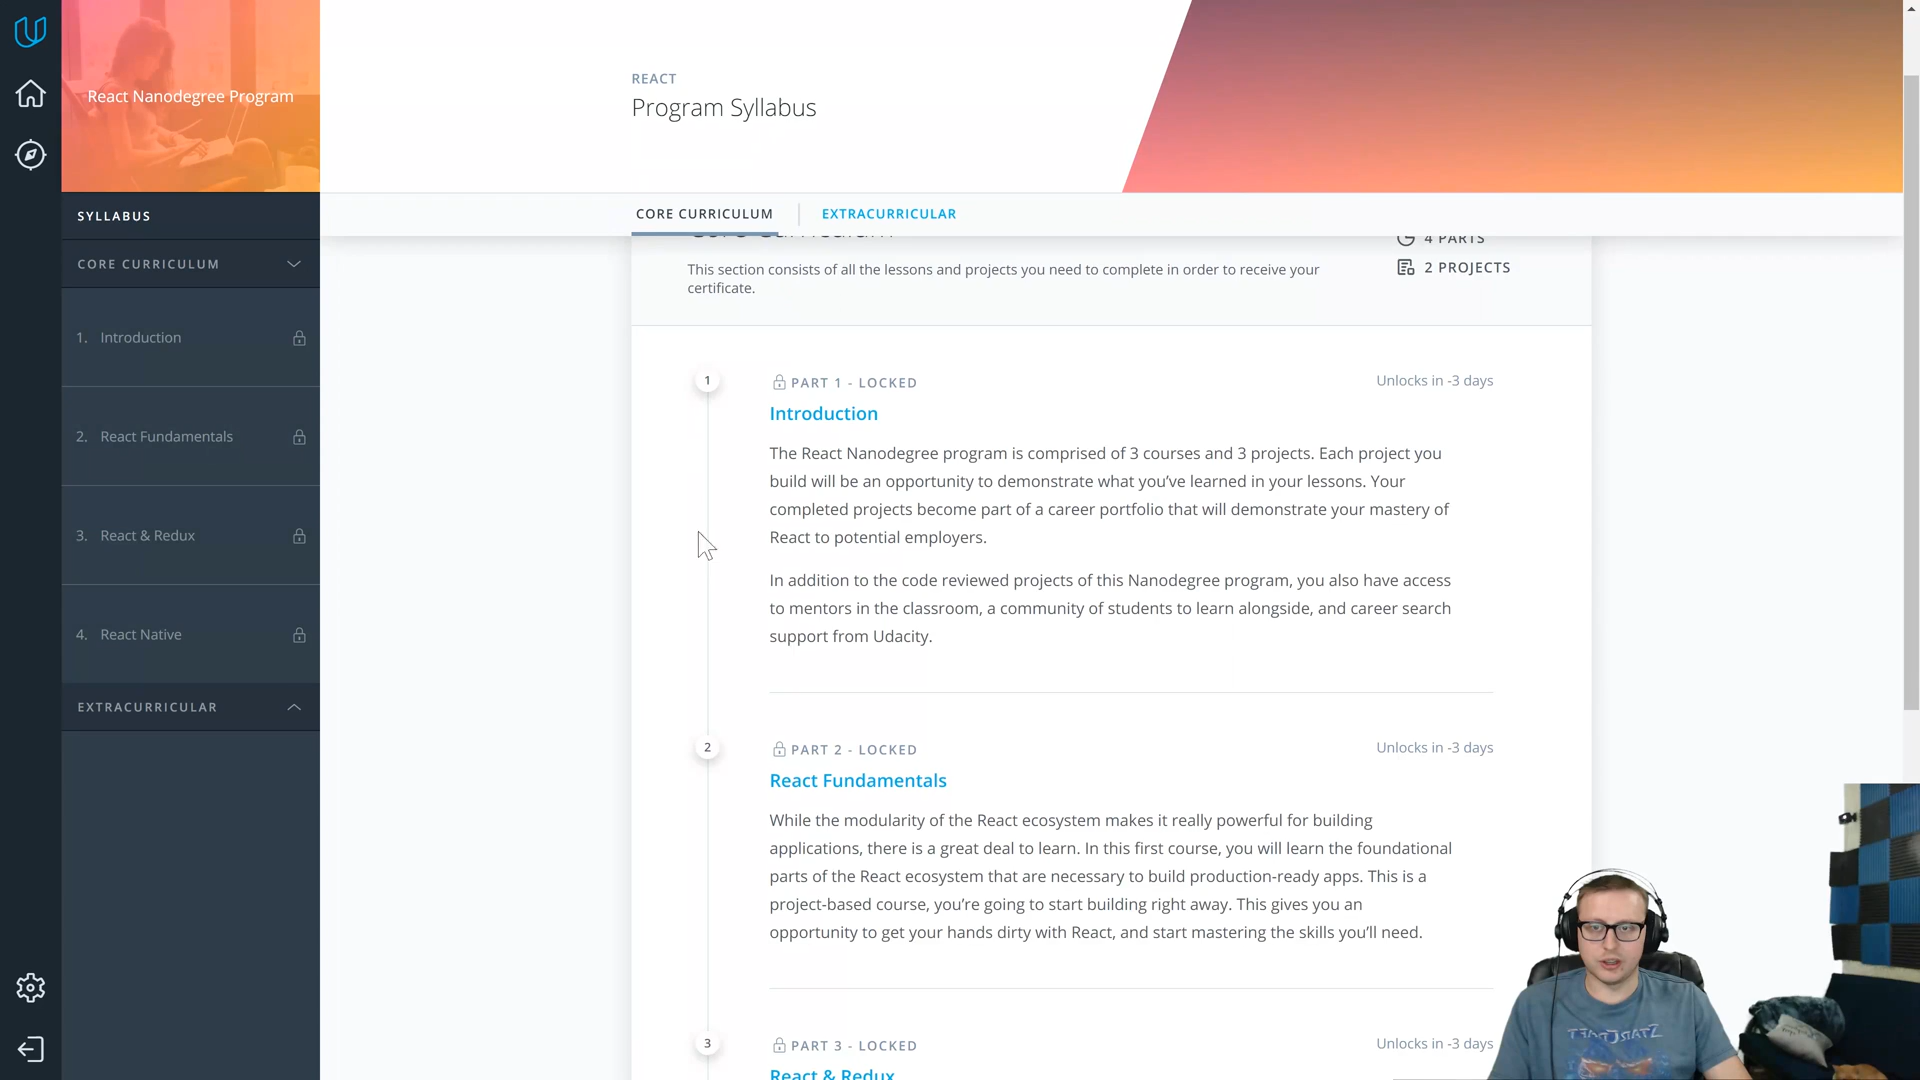 React Nanodegree Program
SYLLABUS
CORE CURRICULUM
1. Introduction
2. React Fundamentals
3. React & Redux
4. React Native
EXTRACURRICULAR
REACT
Program Syllabus
CORE CURRICULUM
EXTRACURRICULAR
Core Curriculum
4 PARTS
2 PROJECTS
This section consists of all the lessons and projects you need to complete in order to receive your
certificate.
1
PART 1 - LOCKED
Unlocks in -3 days
Introduction
The React Nanodegree program is comprised of 3 courses and 3 projects. Each project you
build will be an opportunity to demonstrate what you’ve learned in your lessons. Your
completed projects become part of a career portfolio that will demonstrate your mastery of
React to potential employers.
In addition to the code reviewed projects of this Nanodegree program, you also have access
to mentors in the classroom, a community of students to learn alongside, and career search
support from Udacity.
2
PART 2 - LOCKED
Unlocks in -3 days
React Fundamentals
While the modularity of the React ecosystem makes it really powerful for building
applications, there is a great deal to learn. In this first course, you will learn the foundational
parts of the React ecosystem that are necessary to build production-ready apps. This is a
project-based course, you’re going to start building right away. This gives you an
opportunity to get your hands dirty with React, and start mastering the skills you’ll need.
3
PART 3 - LOCKED
Unlocks in -3 days
React & Redux